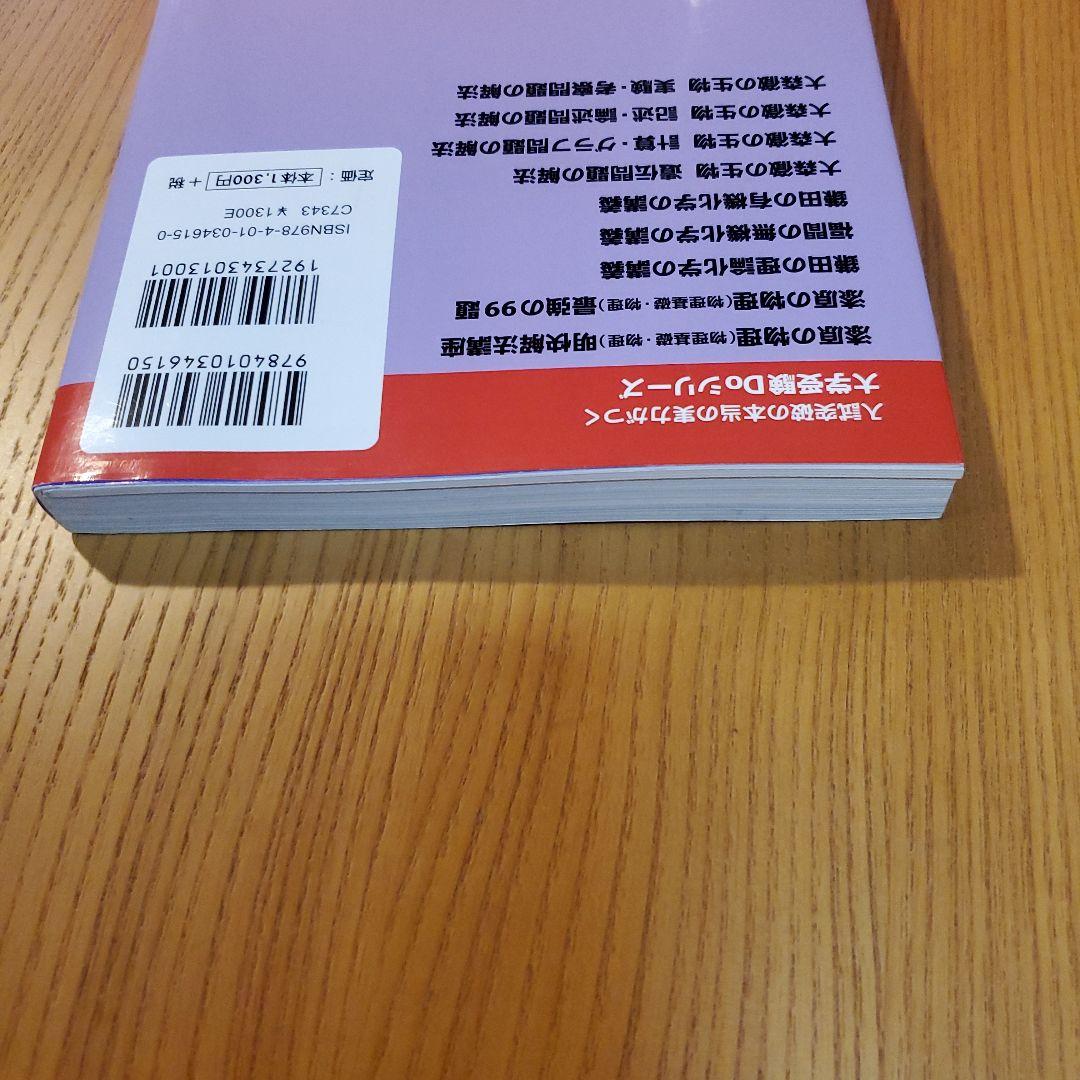 入試突破の本当の実力がつく
大学受験Doシリーズ
漆原の物理(物理基礎・物理)明快解法講座
漆原の物理(物理基礎・物理)最強の99題
鎌田の理論化学の講義
福間の無機化学の講義
鎌田の有機化学の講義
大森徹の生物 遺伝問題の解法
大森徹の生物 計算・グラフ問題の解法
大森徹の生物 記述・論述問題の解法
大森徹の生物 実験・考察問題の解法
9784010346150
1927343013001
ISBN978-4-01-034615-0
C7343 ¥1300E
定価：本体1,300円 +税